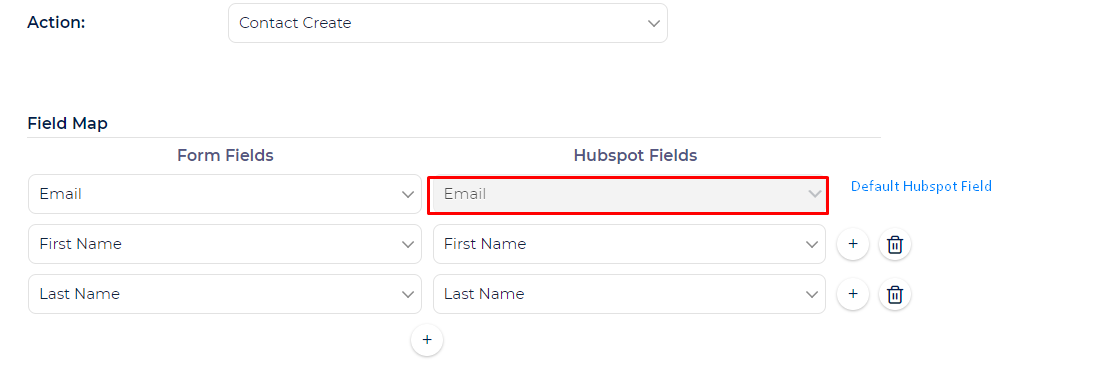 Action: Contact Create
Field Map
Form Fields Hubspot Fields
Email Email Default Hubspot Field
First Name First Name + 
Last Name Last Name +
+